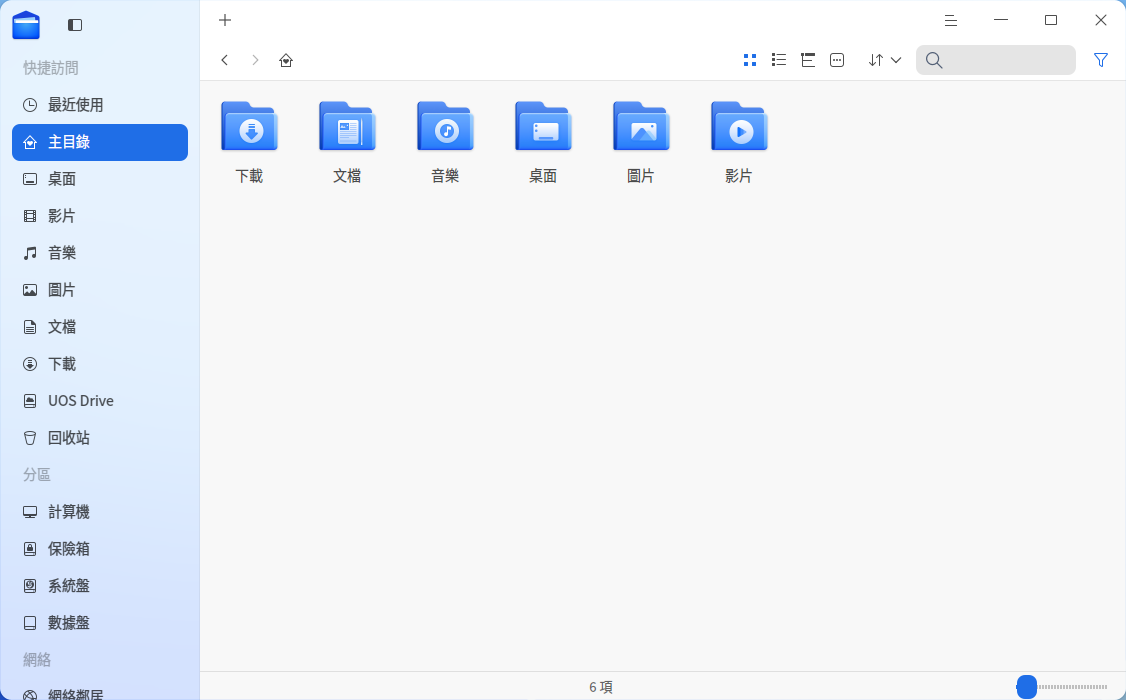 快捷訪問
最近使用
主目錄
桌面
影片
音樂
圖片
文檔
下載
UOS Drive
回收站
分區
計算機
保險箱
系統盤
數據盤
網絡
網絡鄰居
下載
文檔
音樂
桌面
圖片
影片
6 項